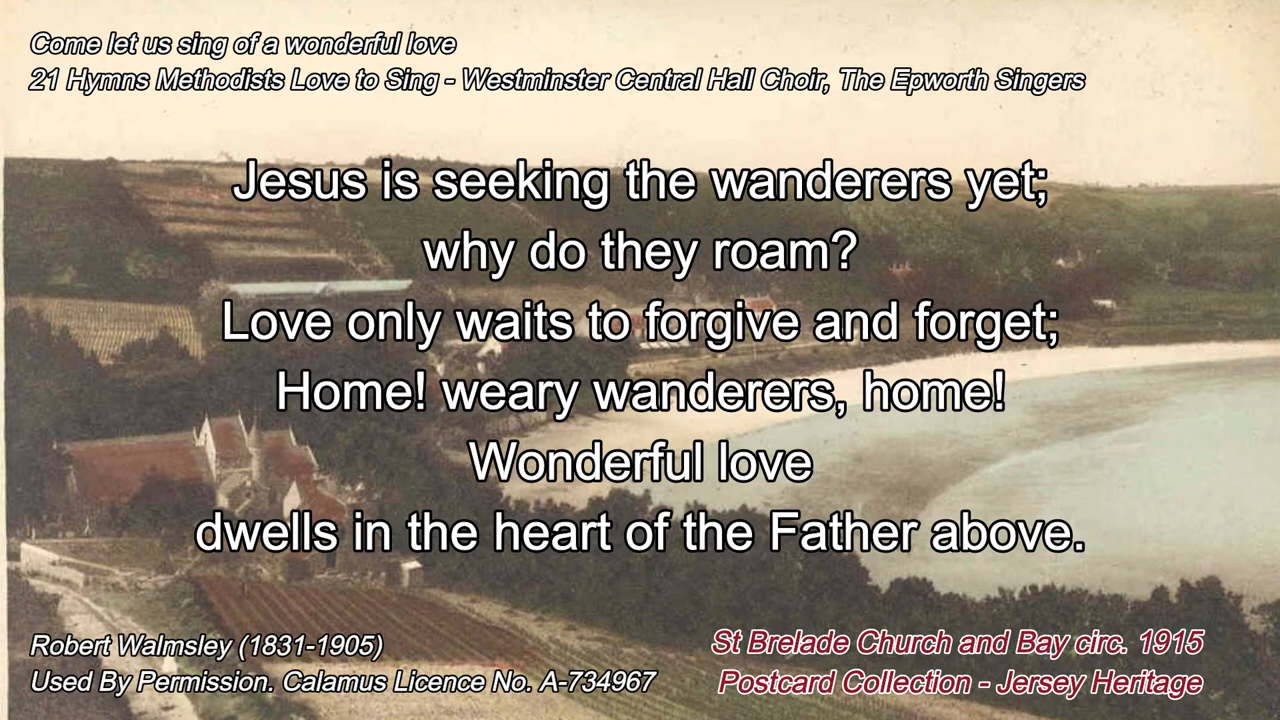 Come let us sing of a wonderful love
21 Hymns Methodists Love to Sing - Westminster Central Hall Choir, The Epworth Singers
Jesus is seeking the wanderers yet;
why do they roam?
Love only waits to forgive and forget;
Home! weary wanderers, home!
Wonderful love
dwells in the heart of the Father above.
Robert Walmsley (1831-1905)
Used By Permission. Calamus Licence No. A-734967
St Brelade Church and Bay circ. 1915
Postcard Collection - Jersey Heritage